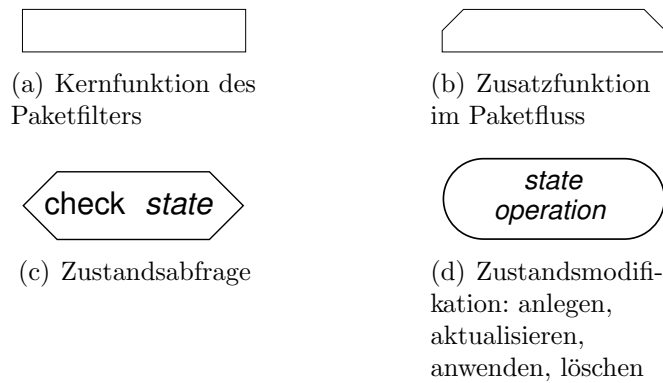 (a) Kernfunktion des
Paketfilters
(b) Zusatzfunktion
im Paketfluss
check state
state
operation
(c) Zustandsabfrage
(d) Zustandsmodifi-
kation: anlegen,
aktualisieren,
anwenden, löschen